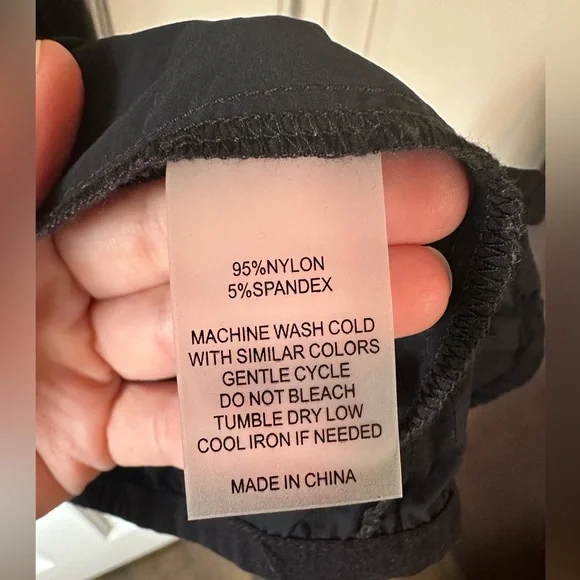 95%NYLON
5%SPANDEX
MACHINE WASH COLD
WITH SIMILAR COLORS
GENTLE CYCLE
DO NOT BLEACH
TUMBLE DRY LOW
COOL IRON IF NEEDED
MADE IN CHINA